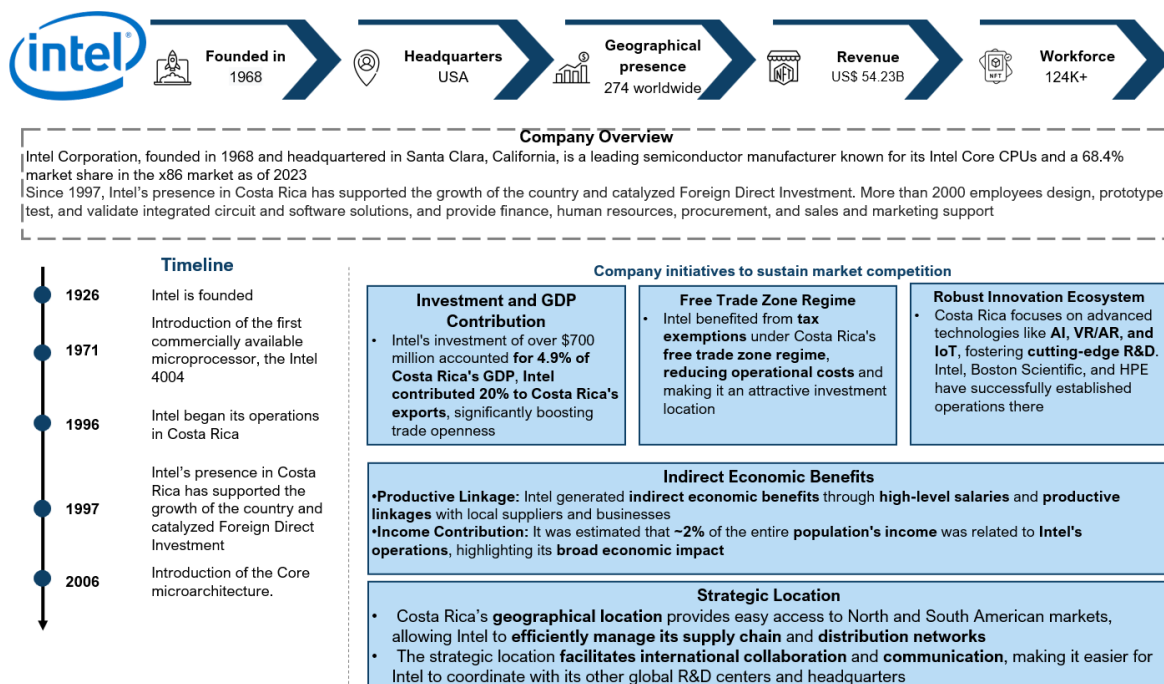 intel
Founded in
1968
Headquarters
USA
Geographical
presence
274 worldwide
NFT
Revenue
US$ 54.23B
NFT
Workforce
124K+
Company Overview
Intel Corporation, founded in 1968 and headquartered in Santa Clara, California, is a leading semiconductor manufacturer known for its Intel Core CPUs and a 68.4%
market share in the x86 market as of 2023
Since 1997, Intel's presence in Costa Rica has supported the growth of the country and catalyzed Foreign Direct Investment. More than 2000 employees design, prototype
test, and validate integrated circuit and software solutions, and provide finance, human resources, procurement, and sales and marketing support
Timeline
1926
Intel is founded
1971
Introduction of the first
commercially available
microprocessor, the Intel
4004
1996
Intel began its operations
in Costa Rica
1997
Intel's presence in Costa
Rica has supported the
growth of the country and
catalyzed Foreign Direct
Investment
2006
Introduction of the Core
microarchitecture.
Company initiatives to sustain market competition
Investment and GDP
Contribution
• Intel's investment of over $700
million accounted for 4.9% of
Costa Rica's GDP, Intel
contributed 20% to Costa Rica's
exports, significantly boosting
trade openness
Free Trade Zone Regime
• Intel benefited from tax
exemptions under Costa Rica's
free trade zone regime,
reducing operational costs and
making it an attractive investment
location
Robust Innovation Ecosystem
• Costa Rica focuses on advanced
technologies like AI, VR/AR, and
IoT, fostering cutting-edge R&D.
Intel, Boston Scientific, and HPE
have successfully established
operations there
Indirect Economic Benefits
•Productive Linkage: Intel generated indirect economic benefits through high-level salaries and productive
linkages with local suppliers and businesses
•Income Contribution: It was estimated that ~2% of the entire population's income was related to Intel's
operations, highlighting its broad economic impact
Strategic Location
• Costa Rica's geographical location provides easy access to North and South American markets,
allowing Intel to efficiently manage its supply chain and distribution networks
• The strategic location facilitates international collaboration and communication, making it easier for
Intel to coordinate with its other global R&D centers and headquarters